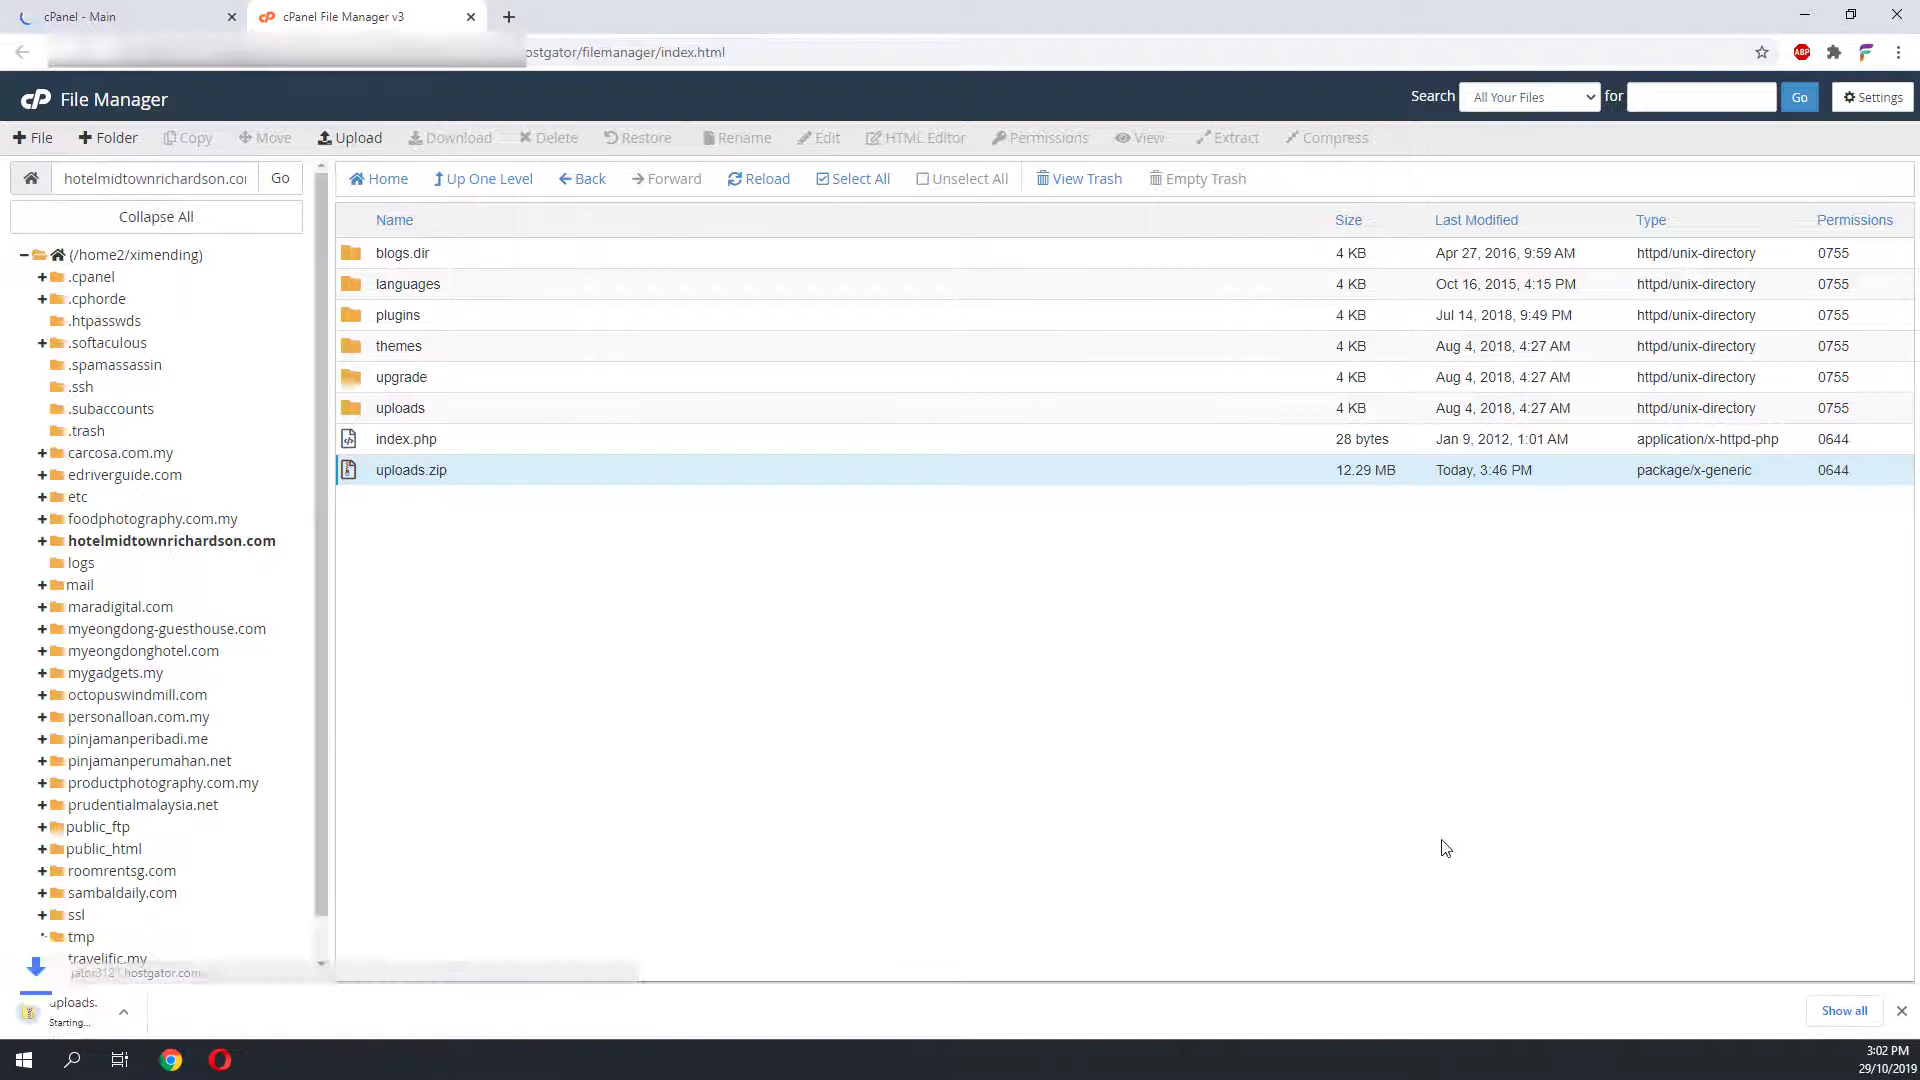 cPanel - Main
cPanel File Manager v3
ostgator/filemanager/index.html
ABP
cP File Manager
Search All Your Files for Go Settings
File Folder Copy Move Upload Download Delete Restore Rename Edit HTML Editor Permissions View Extract Compress
hotelmidtownrichardson.co Go
Home Up One Level Back Forward Reload Select All Unselect All View Trash Empty Trash
Collapse All
Name Size Last Modified Type Permissions
blogs.dir 4 KB Apr 27, 2016, 9:59 AM httpd/unix-directory 0755
languages 4 KB Oct 16, 2015, 4:15 PM httpd/unix-directory 0755
plugins 4 KB Jul 14, 2018, 9:49 PM httpd/unix-directory 0755
themes 4 KB Aug 4, 2018, 4:27 AM httpd/unix-directory 0755
upgrade 4 KB Aug 4, 2018, 4:27 AM httpd/unix-directory 0755
uploads 4 KB Aug 4, 2018, 4:27 AM httpd/unix-directory 0755
index.php 28 bytes Jan 9, 2012, 1:01 AM application/x-httpd-php 0644
uploads.zip 12.29 MB Today, 3:46 PM package/x-generic 0644
(/home2/ximending)
.cpanel
.cphorde
.htpasswds
.softaculous
.spamassassin
.ssh
.subaccounts
.trash
carcosa.com.my
edriverguide.com
etc
foodphotography.com.my
hotelmidtownrichardson.com
logs
mail
maradigital.com
myeongdong-guesthouse.com
myeongdonghotel.com
mygadgets.my
octopuswindmill.com
personalloan.com.my
pinjamanperibadi.me
pinjamanperumahan.net
productphotography.com.my
prudentialmalaysia.net
public_ftp
public_html
roomrentsg.com
sambaldaily.com
ssl
tmp
travelific.my
hostgator.com
uploads.
Starting...
Show all
3:02 PM
29/10/2019